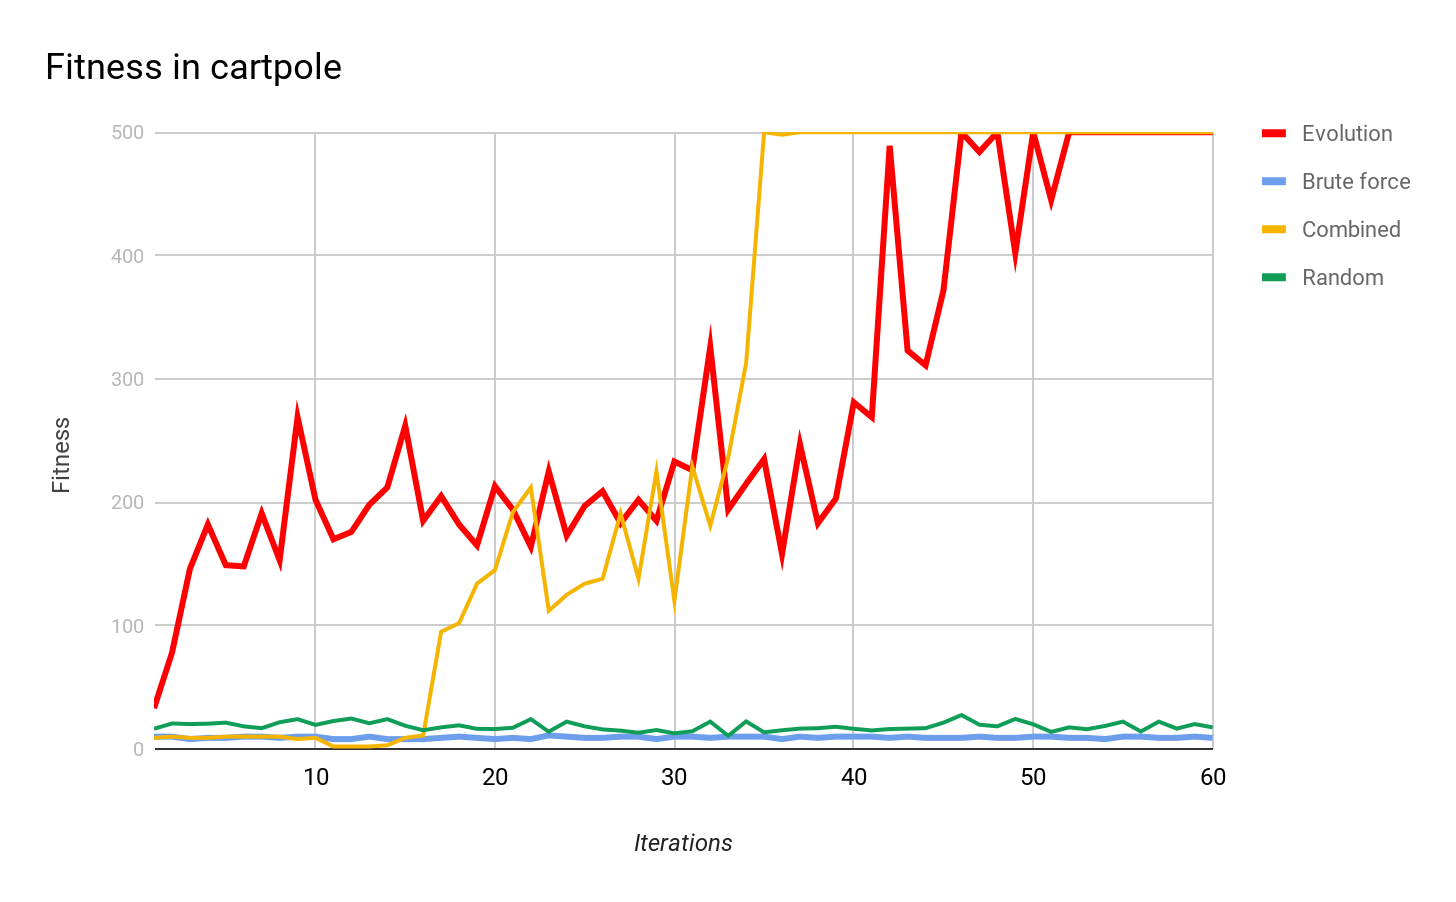 Fitness in cartpole
500
400
300
200
100
0
Fitness
10 20 30 40 50 60
Iterations
Evolution
Brute force
Combined
Random